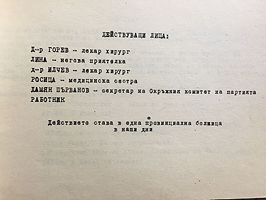 ДЕЙСТВУВАЩИ ЛИЦА:
Д-р ГОРЕВ – лекар хирург
ЛИНА – негова приятелка
д-р ИЛЧЕВ – лекар хирург
РОСИЦА – медицинска сестра
ДАМЯН ПЪРВАНОВ – секретар на Окръжния комитет на партията
РАБОТНИК
Действието става в една провинциална болница
в наши дни